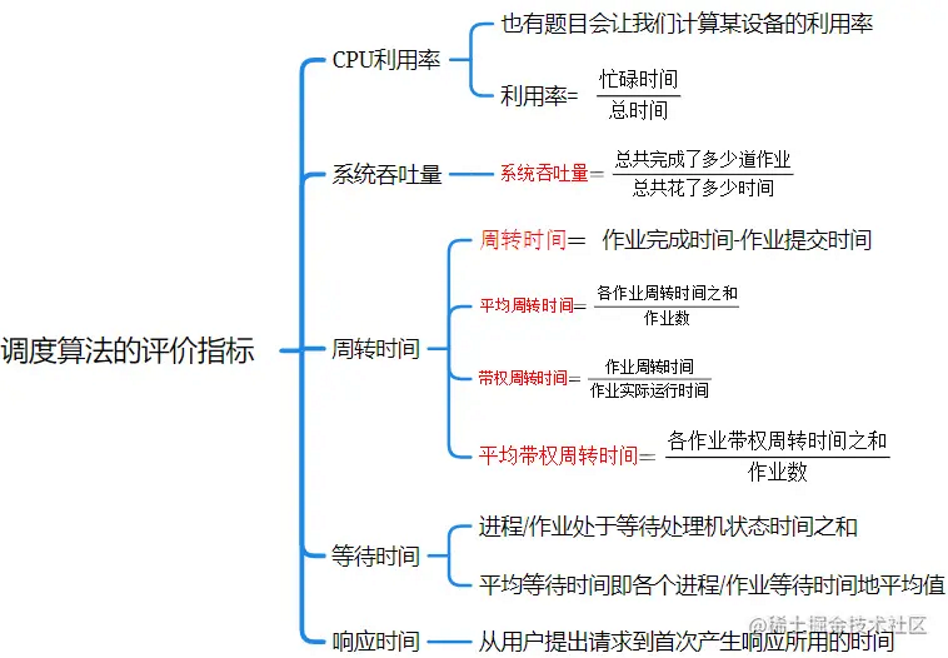 调度算法的评价指标
CPU利用率
也有题目会让我们计算某设备的利用率
利用率= 忙碌时间
总时间
系统吞吐量
系统吞吐量= 总共完成了多少道作业
总共花了多少时间
周转时间
周转时间= 作业完成时间-作业提交时间
平均周转时间= 各作业周转时间之和
作业数
带权周转时间= 作业周转时间
作业实际运行时间
平均带权周转时间= 各作业带权周转时间之和
作业数
等待时间
进程/作业处于等待处理机状态时间之和
平均等待时间即各个进程/作业等待时间地平均值
响应时间
从用户提出请求到首次产生响应所用的时间
@稀土掘金技术社区